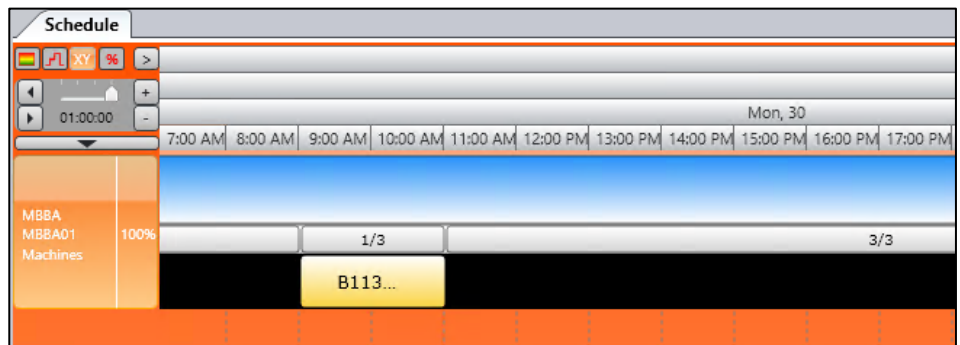 Schedule
XY % >
+
01:00:00 -
Mon, 30
7:00 AM 8:00 AM 9:00 AM 10:00 AM 11:00 AM 12:00 PM 13:00 PM 14:00 PM 15:00 PM 16:00 PM 17:00 PM
MBBA
MBBA01 100% 1/3 3/3
Machines
B113...